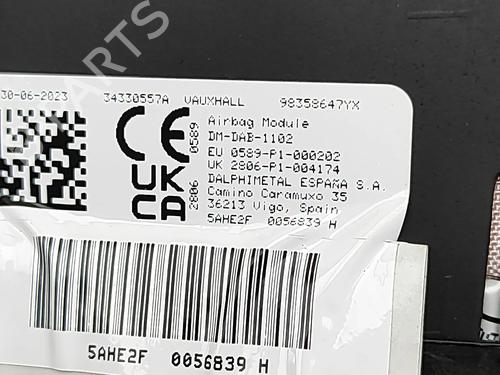 PARTS
30-06-2023 34330557A VAUXHALL 98358647YX
CE 0589
UK CA 2806
Airbag Module
DM-DAB-1102
EU 0589-P1-000202
UK 2806-P1-004174
DALPHIMETAL ESPAÑA S.A.
Camino Caramuxo 35
36213 Vigo, Spain
5AHE2F 0056839 H
5AHE2F 0056839 H